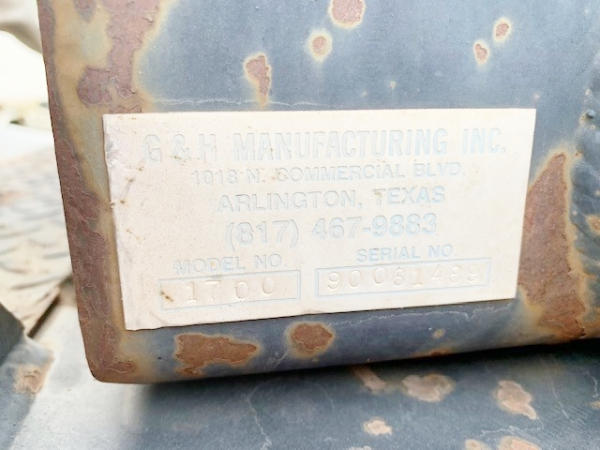 G & H MANUFACTURING INC.
1018 N. COMMERCIAL BLVD.
ARLINGTON, TEXAS
(817) 467-9883
MODEL NO. SERIAL NO.
1700 90061499